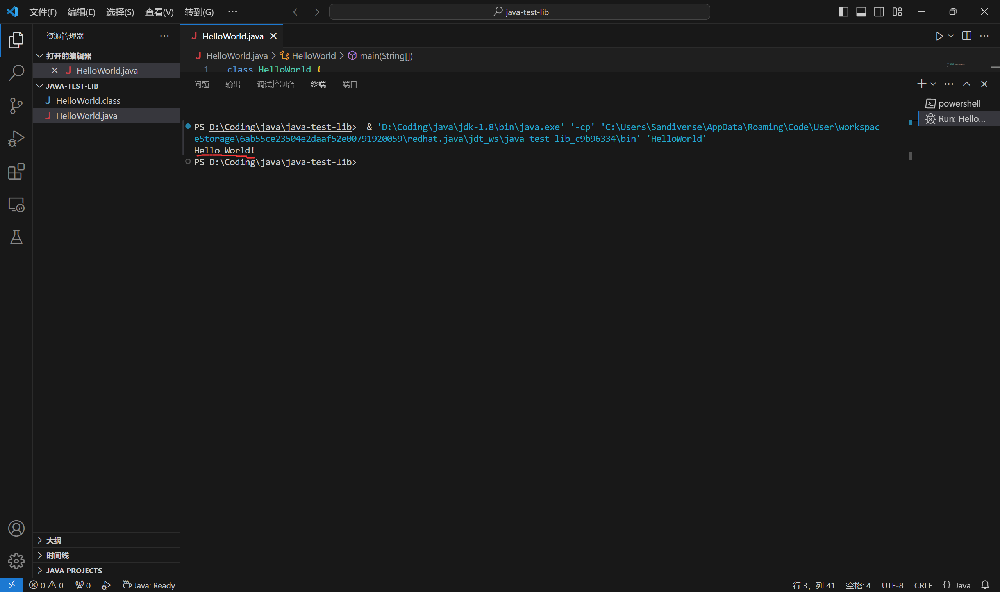 文件(F) 编辑(E) 选择(S) 查看(V) 转到(G) ··· java-test-lib
资源管理器 ···
打开的编辑器
HelloWorld.java
JAVA-TEST-LIB
HelloWorld.class
HelloWorld.java
大纲
时间线
JAVA PROJECTS
HelloWorld.java
HelloWorld.java > HelloWorld > main(String[])
1 class HelloWorld {
问题 输出 调试控制台 终端 端口
PS D:\Coding\java\java-test-lib>  & 'D:\Coding\java\jdk-1.8\bin\java.exe' '-cp' 'C:\Users\Sandiverse\AppData\Roaming\Code\User\workspac
eStorage\6ab55ce23504e2daaf52e00791920059\redhat.java\jdt_ws\java-test-lib_c9b96334\bin' 'HelloWorld'
Hello World!
PS D:\Coding\java\java-test-lib>
powershell
Run: Hello...
0 0 0 Java: Ready 行 3，列 41 空格: 4 UTF-8 CRLF {} Java